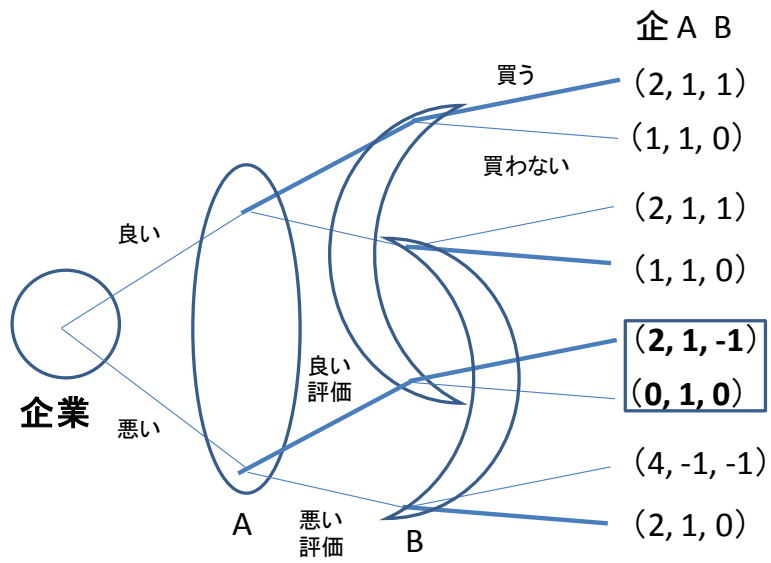 企 A B
買う
(2, 1, 1)
(1, 1, 0)
買わない
(2, 1, 1)
良い
(1, 1, 0)
(2, 1, -1)
良い
評価
(0, 1, 0)
企業
悪い
(4, -1, -1)
A
悪い
評価
B
(2, 1, 0)